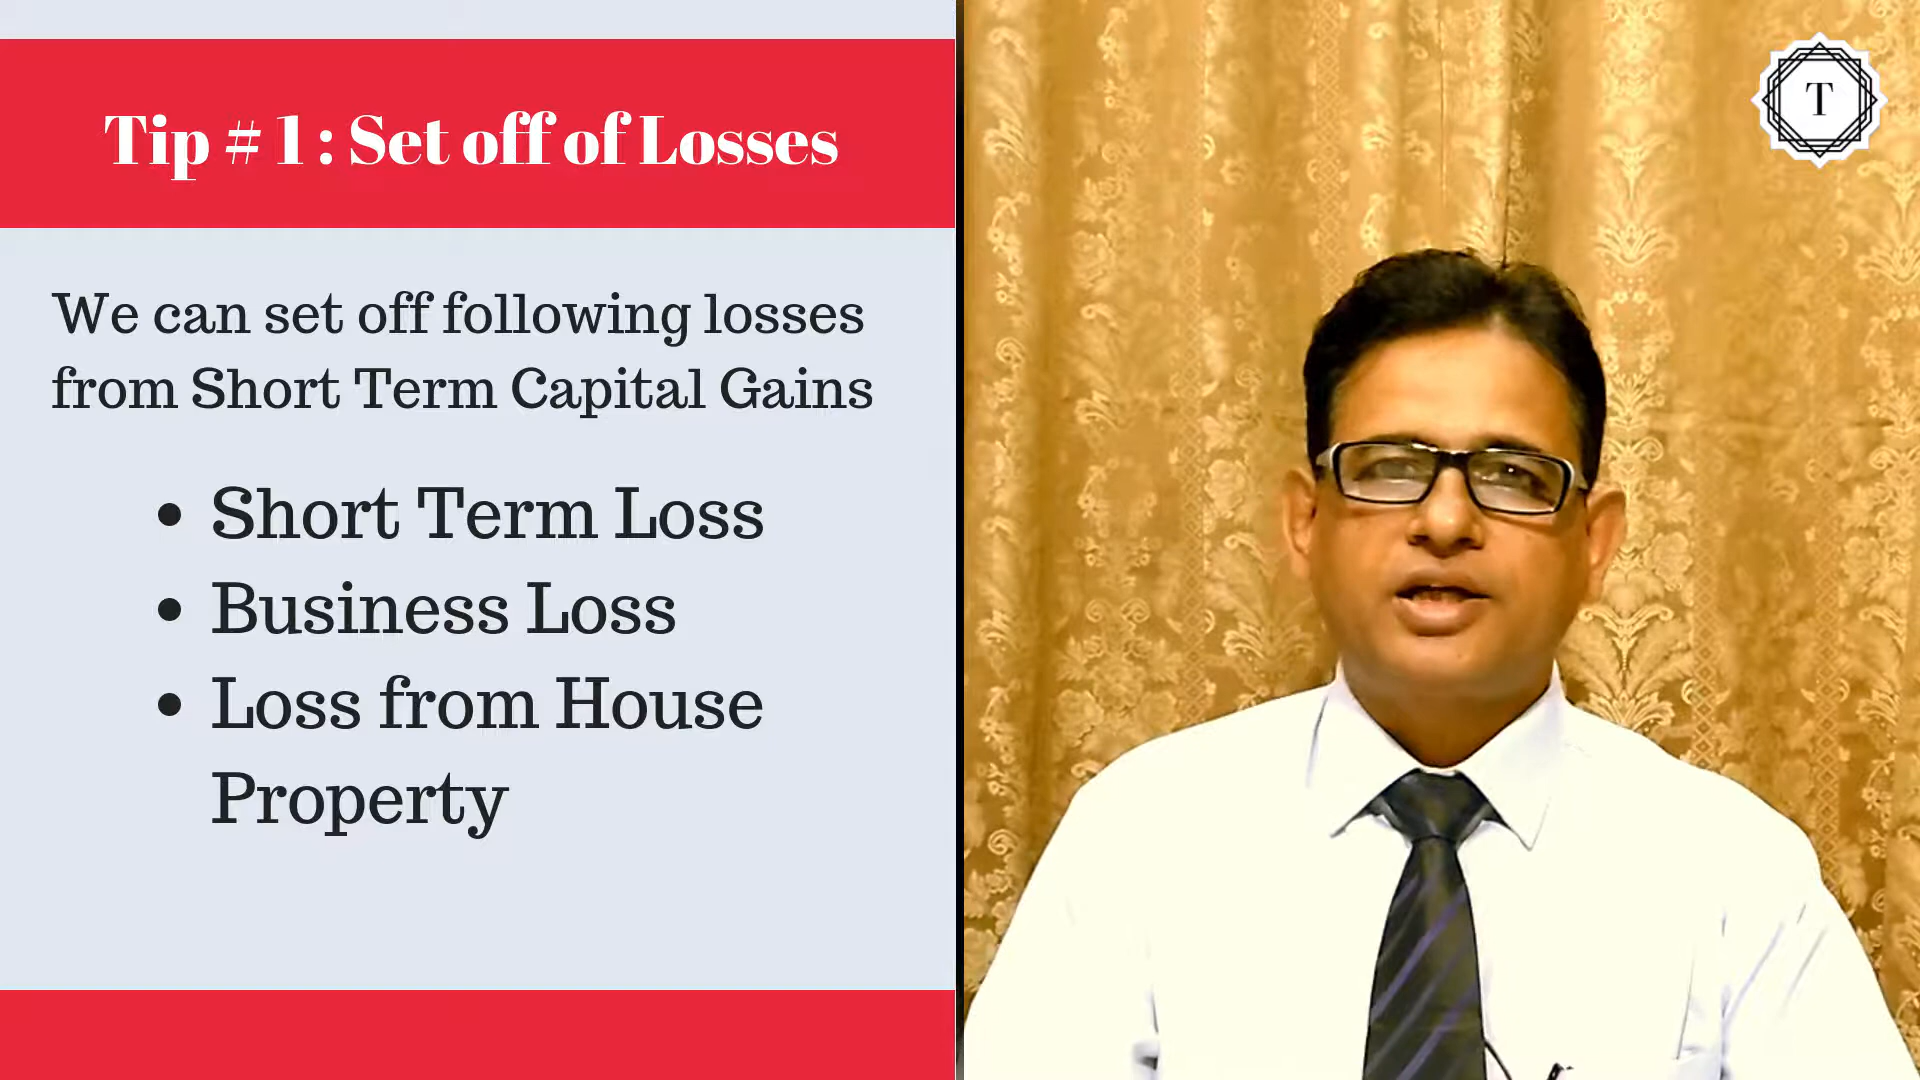 Tip # 1 : Set off of Losses
We can set off following losses
from Short Term Capital Gains
• Short Term Loss
• Business Loss
• Loss from House
Property
T